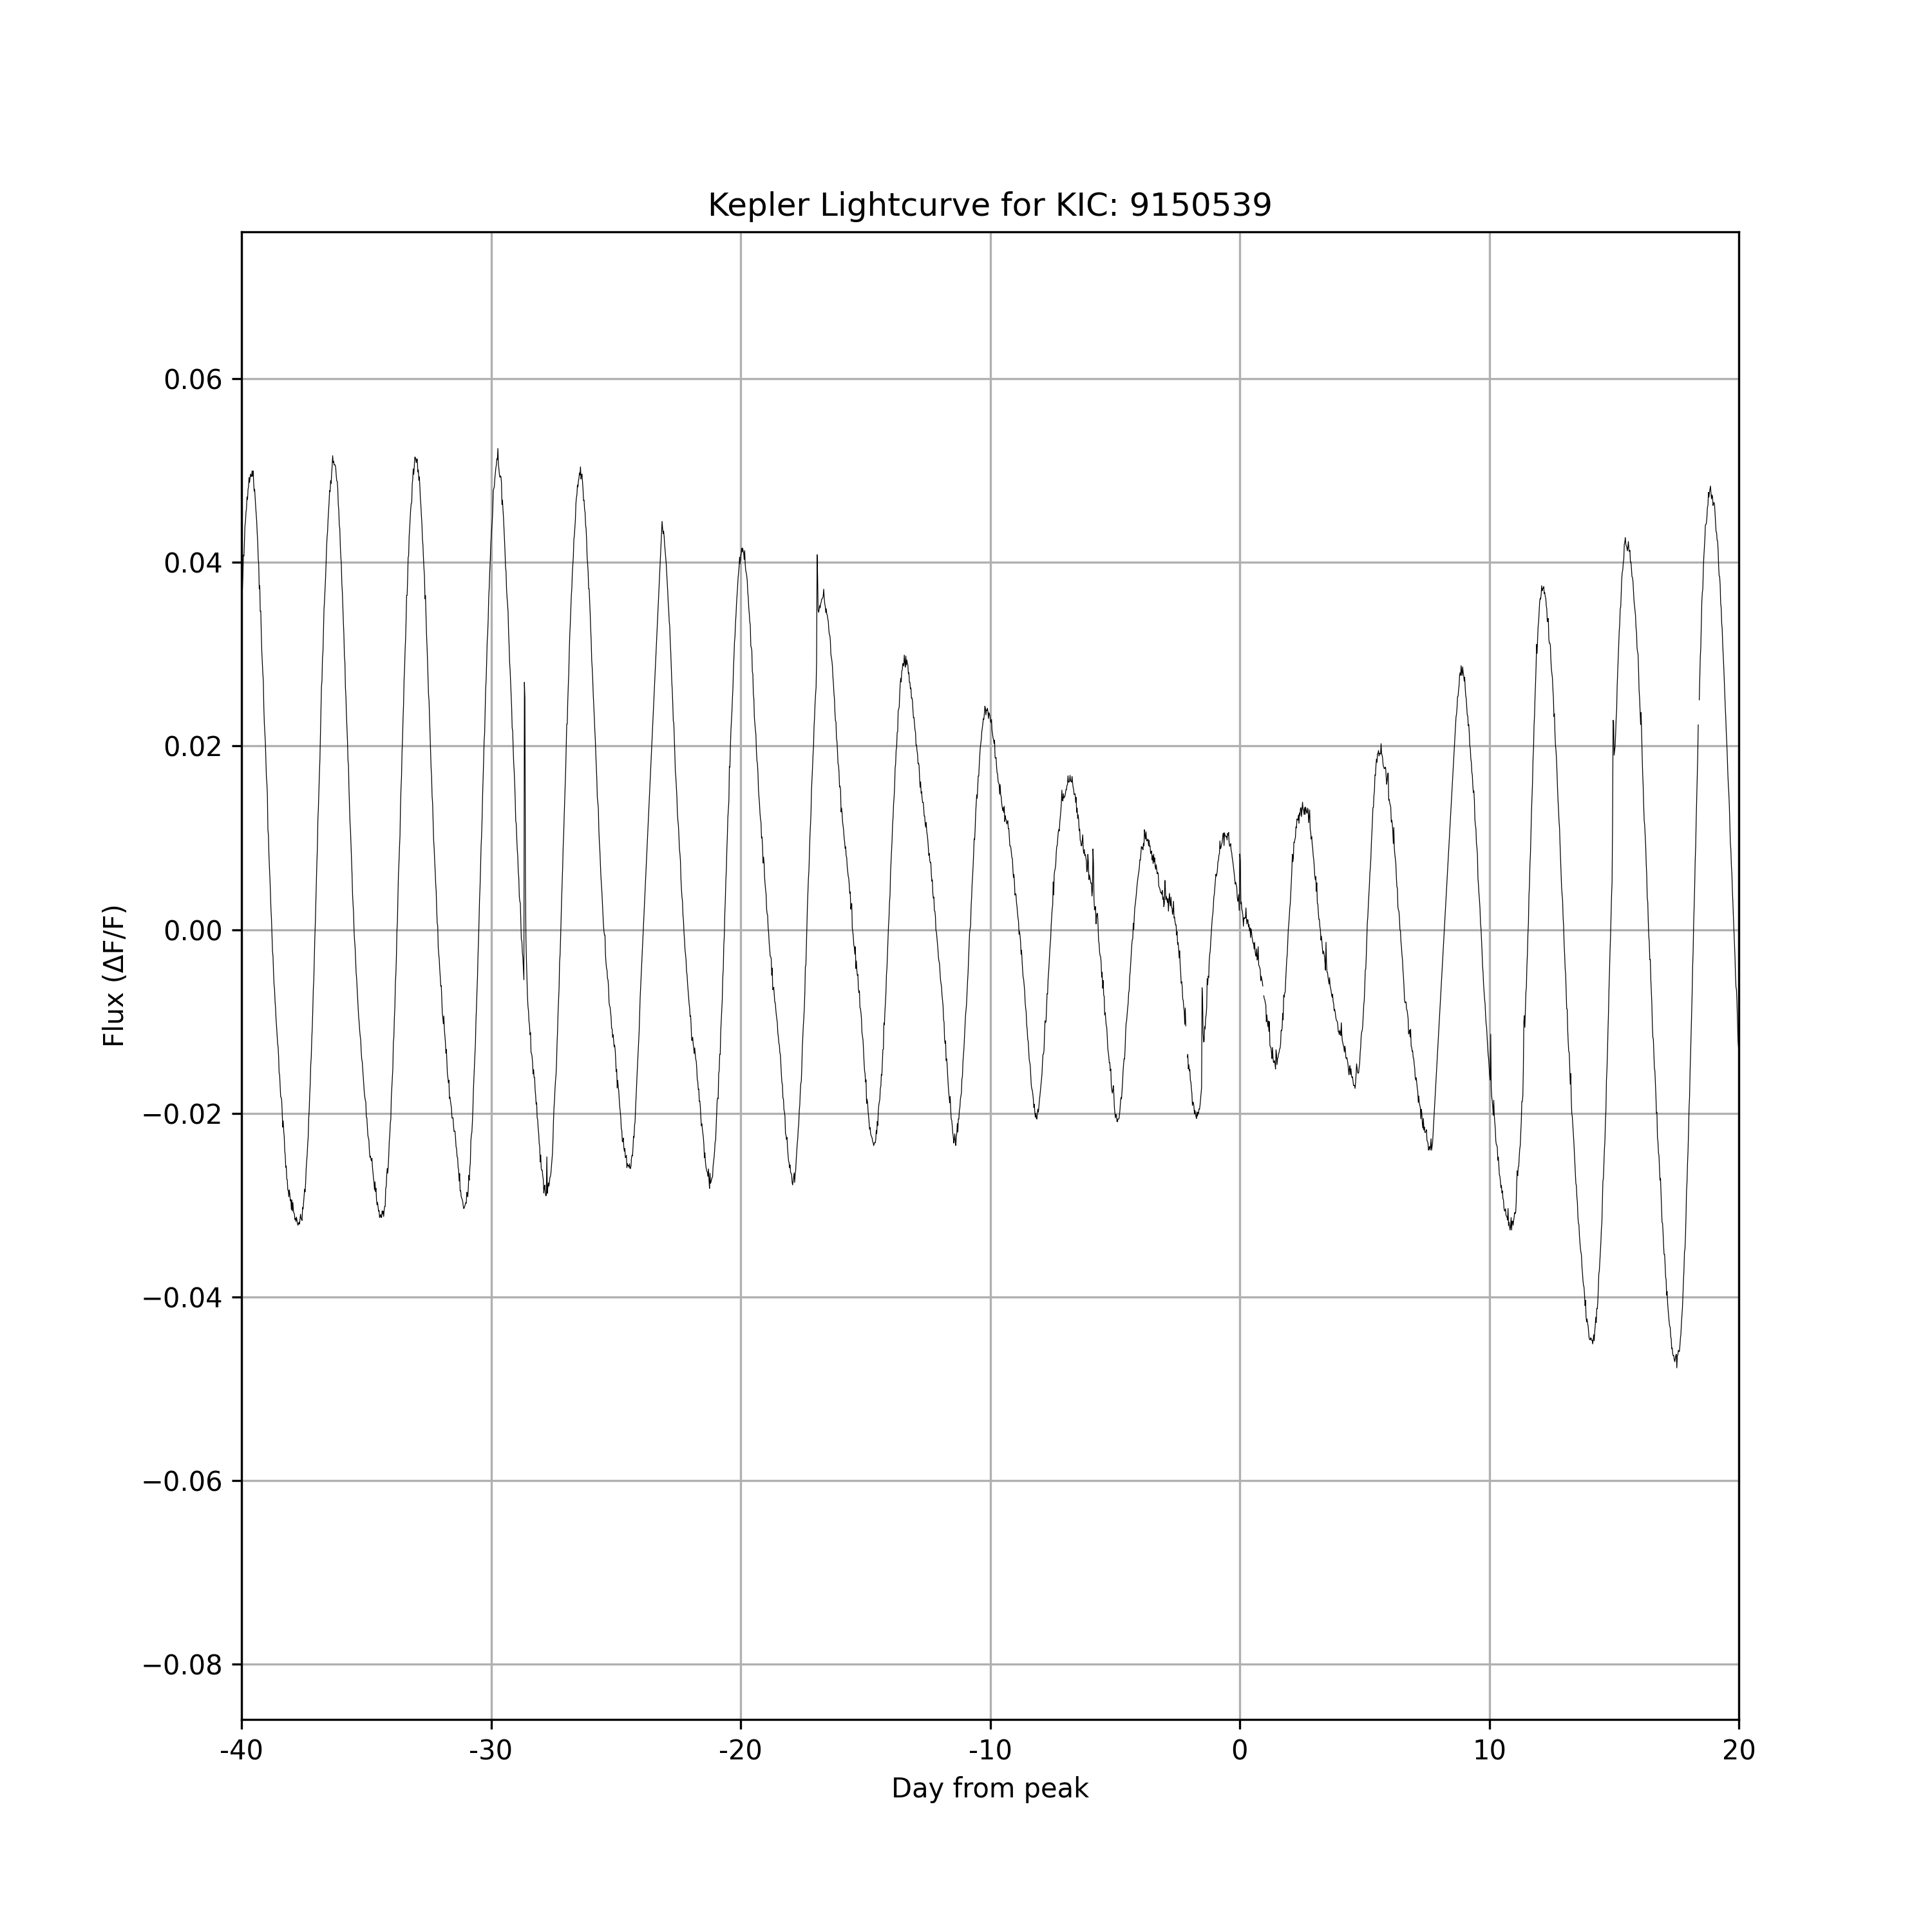 Kepler Lightcurve for KIC: 9150539
Flux (ΔF/F)
0.06
0.04
0.02
0.00
−0.02
−0.04
−0.06
−0.08
-40 -30 -20 -10 0 10 20
Day from peak